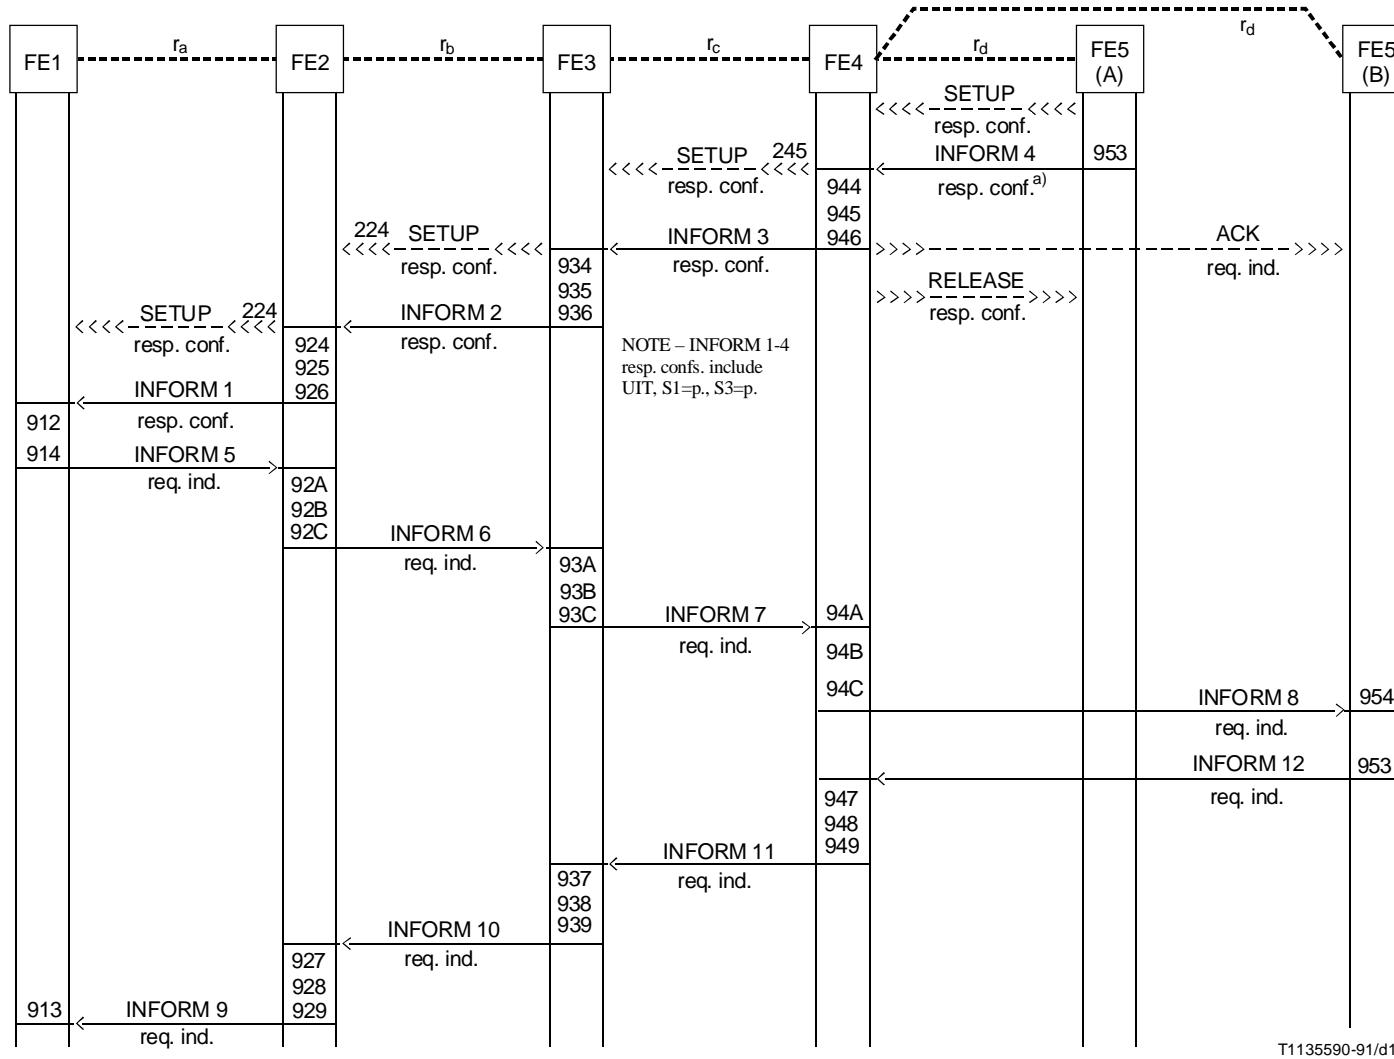 ra rb rc rd rd
FE1 FE2 FE3 FE4 FE5 (A) FE5 (B)
SETUP
resp. conf.
SETUP 245 INFORM 4 953
resp. conf. 944 resp. conf.a)
945
224 SETUP INFORM 3 946 ACK
resp. conf. 934 resp. conf. req. ind.
935 RELEASE
SETUP 224 INFORM 2 936 resp. conf.
resp. conf. 924 resp. conf.
NOTE – INFORM 1-4
resp. confs. include
UIT, S1=p., S3=p.
925
INFORM 1 926
912 resp. conf.
914 INFORM 5
req. ind. 92A
92B
92C INFORM 6
req. ind. 93A
93B
93C INFORM 7 94A
req. ind. 94B
94C INFORM 8 954
req. ind.
INFORM 12 953
947 req. ind.
948
INFORM 11 949
937 req. ind.
938
INFORM 10 939
927 req. ind.
928
913 INFORM 9 929
req. ind.
T1135590-91/d1